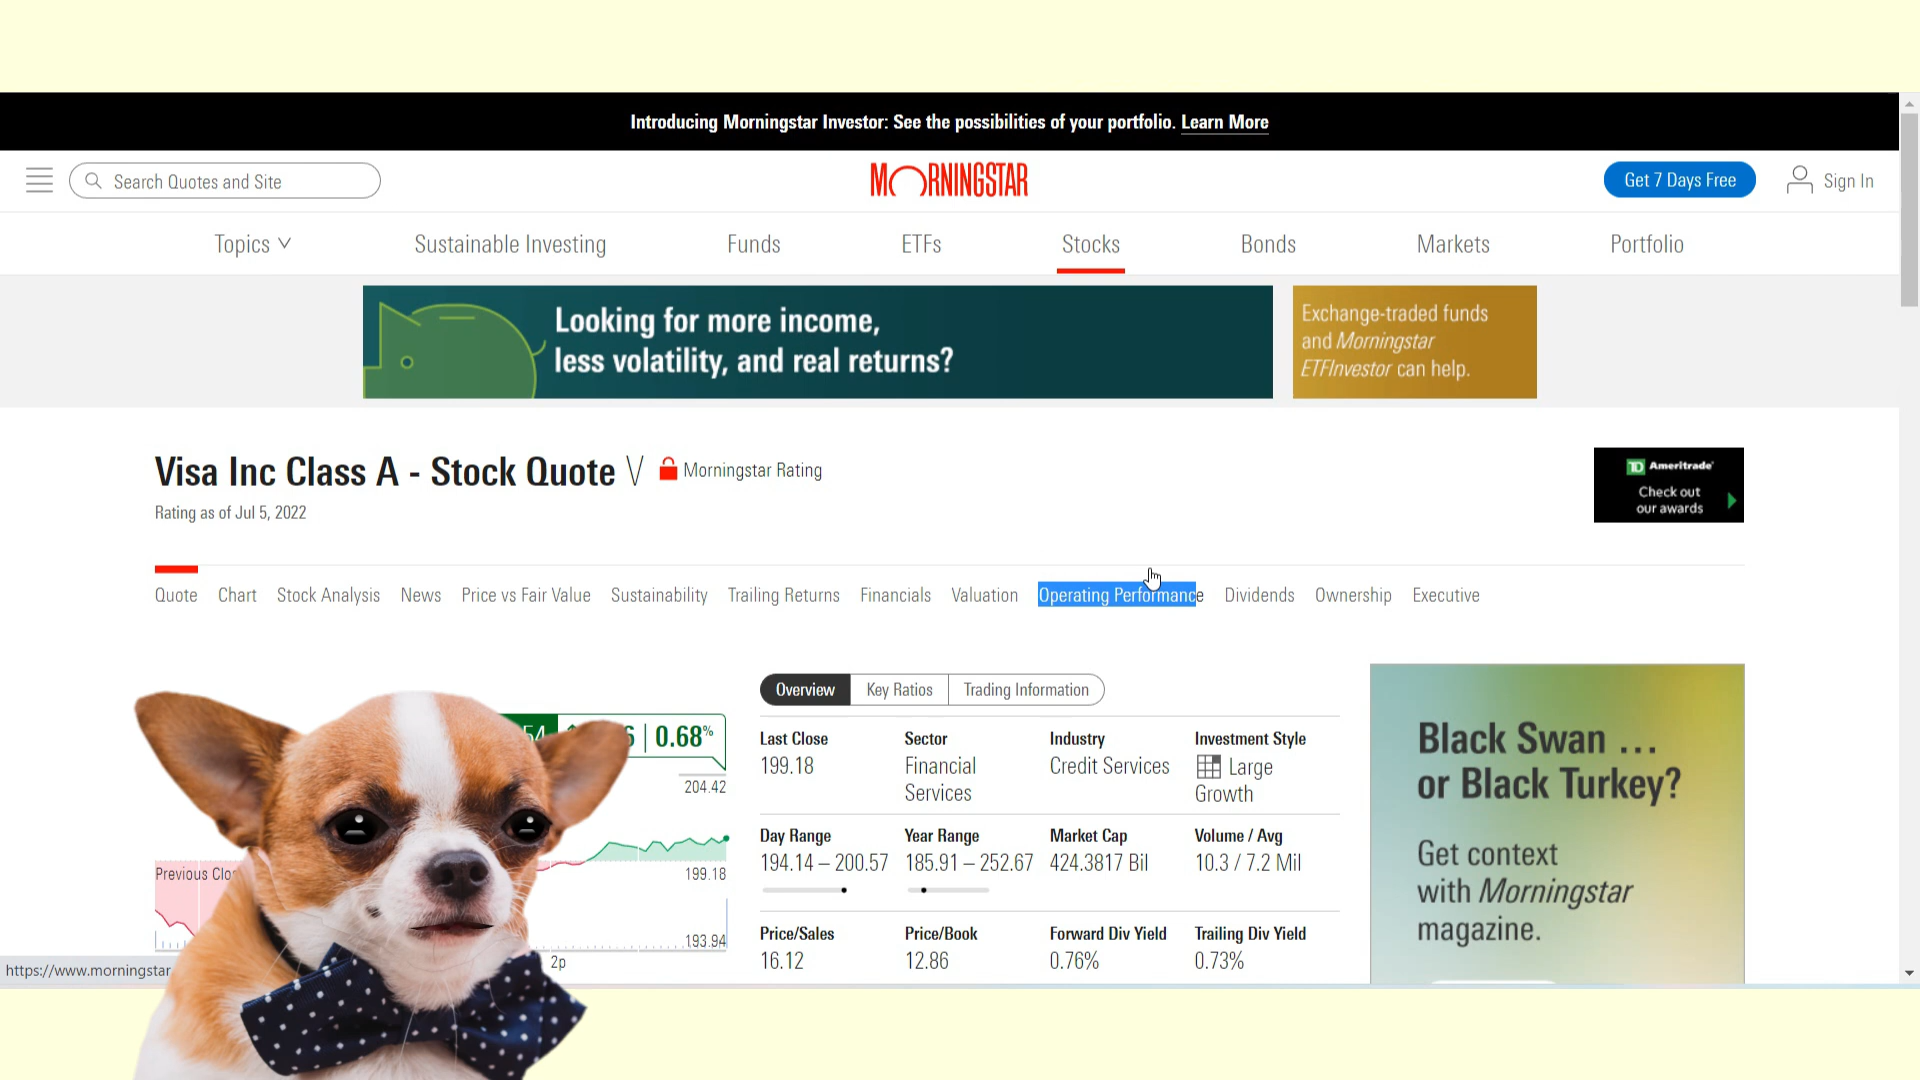 Introducing Morningstar Investor: See the possibilities of your portfolio. Learn More
Search Quotes and Site
MORNINGSTAR
Get 7 Days Free
Sign In
Topics
Sustainable Investing
Funds
ETFs
Stocks
Bonds
Markets
Portfolio
Looking for more income,
less volatility, and real returns?
Exchange-traded funds
and Morningstar
ETFInvestor can help.
Visa Inc Class A - Stock Quote V
Morningstar Rating
Rating as of Jul 5, 2022
TD Ameritrade
Check out
our awards
Quote Chart Stock Analysis News Price vs Fair Value Sustainability Trailing Returns Financials Valuation Operating Performance Dividends Ownership Executive
0.68%
204.42
Previous Clo
199.18
193.94
2p
Overview
Key Ratios
Trading Information
Last Close
199.18
Sector
Financial
Services
Industry
Credit Services
Investment Style
Large
Growth
Day Range
194.14 – 200.57
Year Range
185.91 – 252.67
Market Cap
424.3817 Bil
Volume / Avg
10.3 / 7.2 Mil
Price/Sales
16.12
Price/Book
12.86
Forward Div Yield
0.76%
Trailing Div Yield
0.73%
Black Swan ...
or Black Turkey?
Get context
with Morningstar
magazine.
https://www.morningstar